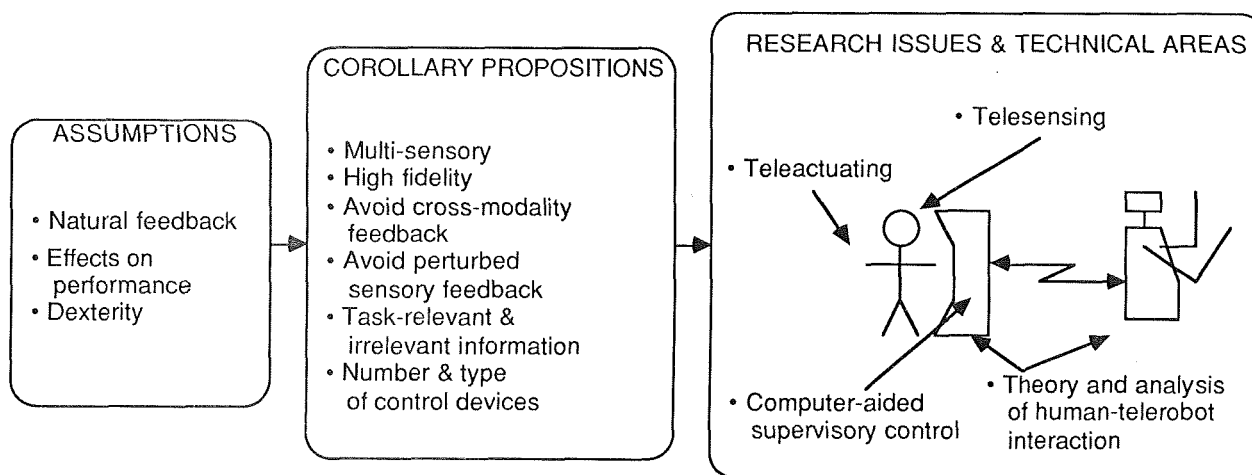 ASSUMPTIONS
• Natural feedback
• Effects on
performance
• Dexterity
COROLLARY PROPOSITIONS
• Multi-sensory
• High fidelity
• Avoid cross-modality
feedback
• Avoid perturbed
sensory feedback
• Task-relevant &
irrelevant information
• Number & type
of control devices
RESEARCH ISSUES & TECHNICAL AREAS
• Telesensing
• Teleactuating
• Computer-aided
supervisory control
• Theory and analysis
of human-telerobot
interaction